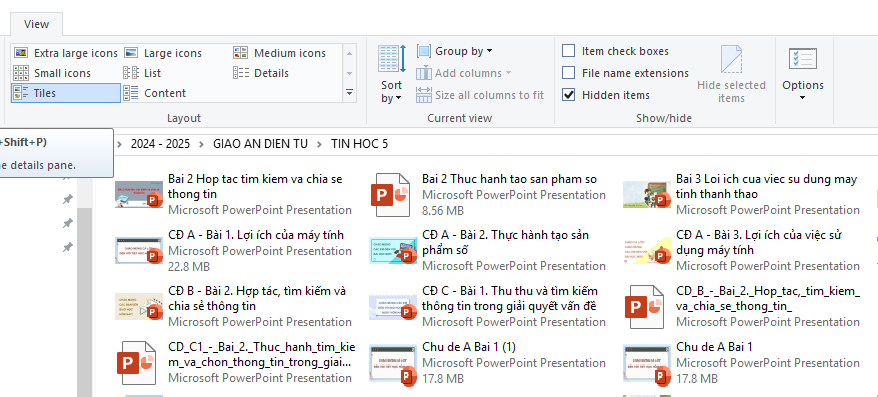 View
Extra large icons
Large icons
Medium icons
Small icons
List
Details
Tiles
Content
Layout
Sort by
Group by
Add columns
Size all columns to fit
Current view
Item check boxes
File name extensions
Hidden items
Hide selected items
Show/hide
Options
+Shift+P)
e details pane.
2024 - 2025
GIAO AN DIEN TU
TIN HOC 5
Bai 2 Hop tac tim kiem va chia se
thong tin
Microsoft PowerPoint Presentation
Bai 2 Thuc hanh tao san pham so
Microsoft PowerPoint Presentation
8.56 MB
Bai 3 Loi ich cua viec su dung may
tinh thanh thao
Microsoft PowerPoint Presentation
CĐ A - Bài 1. Lợi ích của máy tính
Microsoft PowerPoint Presentation
22.8 MB
CĐ A - Bài 2. Thực hành tạo sản
phẩm số
Microsoft PowerPoint Presentation
CĐ A - Bài 3. Lợi ích của việc sử
dụng máy tính
Microsoft PowerPoint Presentation
CĐ B - Bài 2. Hợp tác, tìm kiếm và
chia sẻ thông tin
Microsoft PowerPoint Presentation
CĐ C - Bài 1. Thu thu và tìm kiếm
thông tin trong giải quyết vấn đề
Microsoft PowerPoint Presentation
CD_B_-_Bai_2._Hop_tac,_tim_kiem_
va_chia_se_thong_tin_
Microsoft PowerPoint Presentation
CD_C1_-_Bai_2._Thuc_hanh_tim_kie
m_va_chon_thong_tin_trong_giai...
Microsoft PowerPoint Presentation
Chu de A Bai 1 (1)
Microsoft PowerPoint Presentation
17.8 MB
Chu de A Bai 1
Microsoft PowerPoint Presentation
17.8 MB